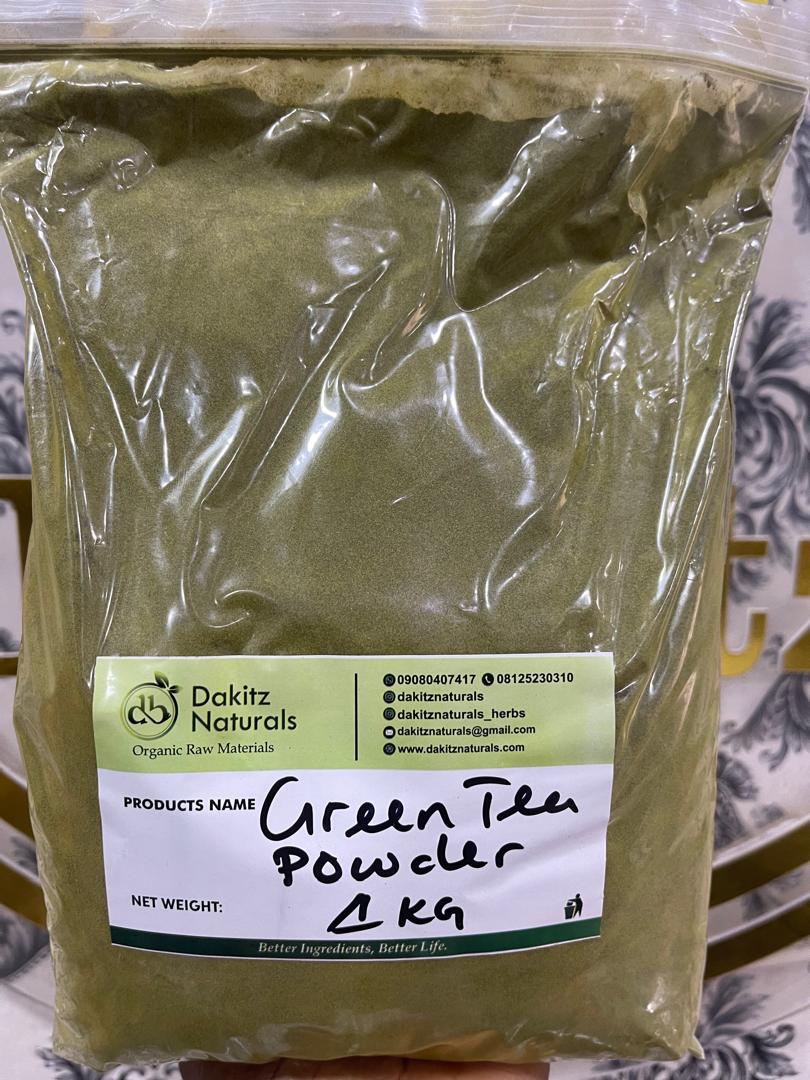 Dakitz
Naturals
Organic Raw Materials
09080407417 08125230310
dakitznaturals
dakitznaturals_herbs
dakitznaturals@gmail.com
www.dakitznaturals.com
PRODUCTS NAME Green Tea
Powder
NET WEIGHT: 1 KG
Better Ingredients, Better Life.
tz